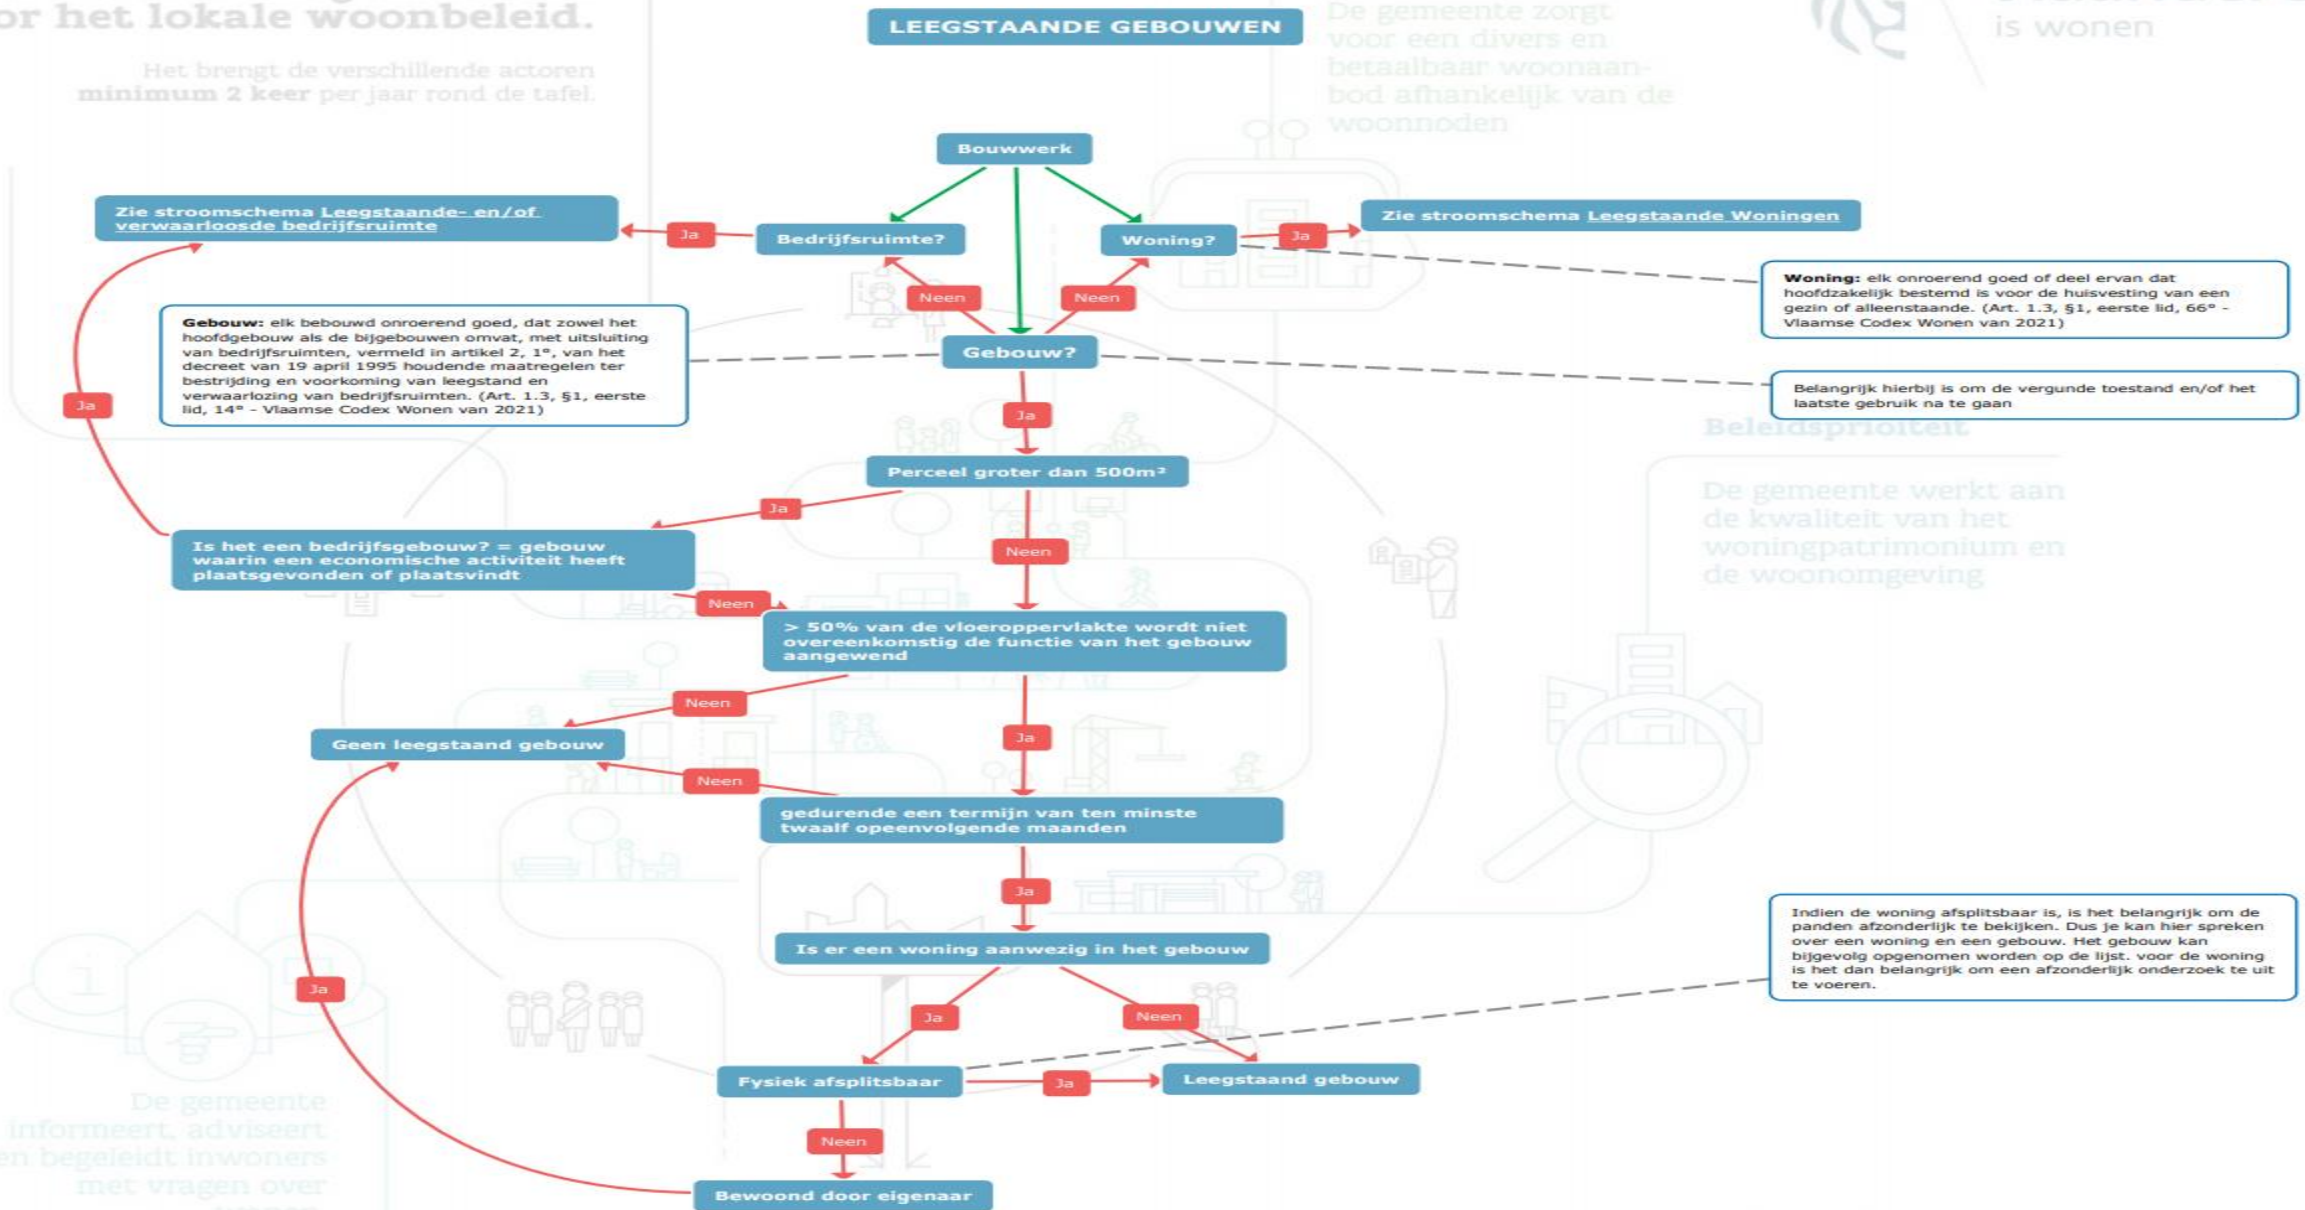 or het lokale woonbeleid.
Het brengt de verschillende actoren
minimum 2 keer per jaar rond de tafel.
LEEGSTAANDE GEBOUWEN
De gemeente zorgt
voor een divers en
betaalbaar woonaan-
bod afhankelijk van de
woonnoden
is wonen
Bouwwerk
Zie stroomschema Leegstaande- en/of
verwaarloosde bedrijfsruimte
Ja
Bedrijfsruimte?
Woning?
Ja
Zie stroomschema Leegstaande Woningen
Neen
Neen
Woning: elk onroerend goed of deel ervan dat
hoofdzakelijk bestemd is voor de huisvesting van een
gezin of alleenstaande. (Art. 1.3, §1, eerste lid, 66° -
Vlaamse Codex Wonen van 2021)
Gebouw: elk bebouwd onroerend goed, dat zowel het
hoofdgebouw als de bijgebouwen omvat, met uitsluiting
van bedrijfsruimten, vermeld in artikel 2, 1°, van het
decreet van 19 april 1995 houdende maatregelen ter
bestrijding en voorkoming van leegstand en
verwaarlozing van bedrijfsruimten. (Art. 1.3, §1, eerste
lid, 14° - Vlaamse Codex Wonen van 2021)
Gebouw?
Belangrijk hierbij is om de vergunde toestand en/of het
laatste gebruik na te gaan
Ja
Ja
Beleidsprioiteit
Perceel groter dan 500m²
De gemeente werkt aan
de kwaliteit van het
woningpatrimonium en
de woonomgeving
Ja
Neen
Is het een bedrijfsgebouw? = gebouw
waarin een economische activiteit heeft
plaatsgevonden of plaatsvindt
Neen
> 50% van de vloeroppervlakte wordt niet
overeenkomstig de functie van het gebouw
aangewend
Neen
Ja
Geen leegstaand gebouw
Neen
gedurende een termijn van ten minste
twaalf opeenvolgende maanden
Ja
Is er een woning aanwezig in het gebouw
Indien de woning afsplitsbaar is, is het belangrijk om de
panden afzonderlijk te bekijken. Dus je kan hier spreken
over een woning en een gebouw. Het gebouw kan
bijgevolg opgenomen worden op de lijst. voor de woning
is het dan belangrijk om een afzonderlijk onderzoek te uit
te voeren.
Ja
Ja
Neen
Fysiek afsplitsbaar
Ja
Leegstaand gebouw
De gemeente
informeert, adviseert
en begeleidt inwoners
met vragen over
Neen
Bewoond door eigenaar